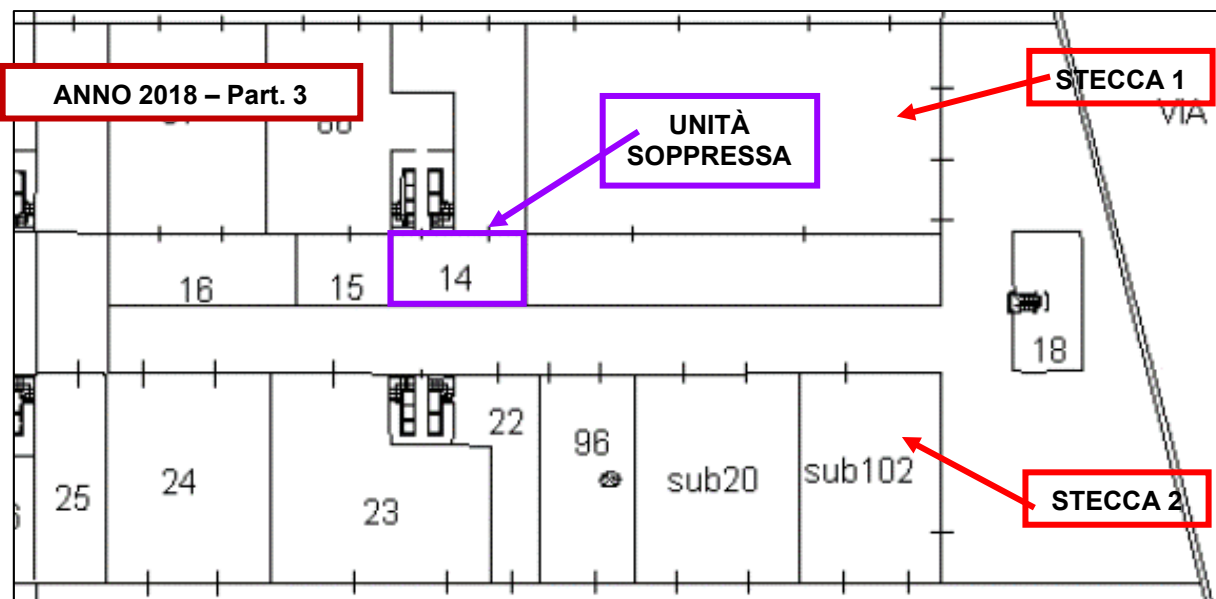 ANNO 2018 – Part. 3
STECCA 1
VIA
UNITÀ
SOPPRESSA
16
15
14
18
25
24
23
22
96
sub20
sub102
STECCA 2